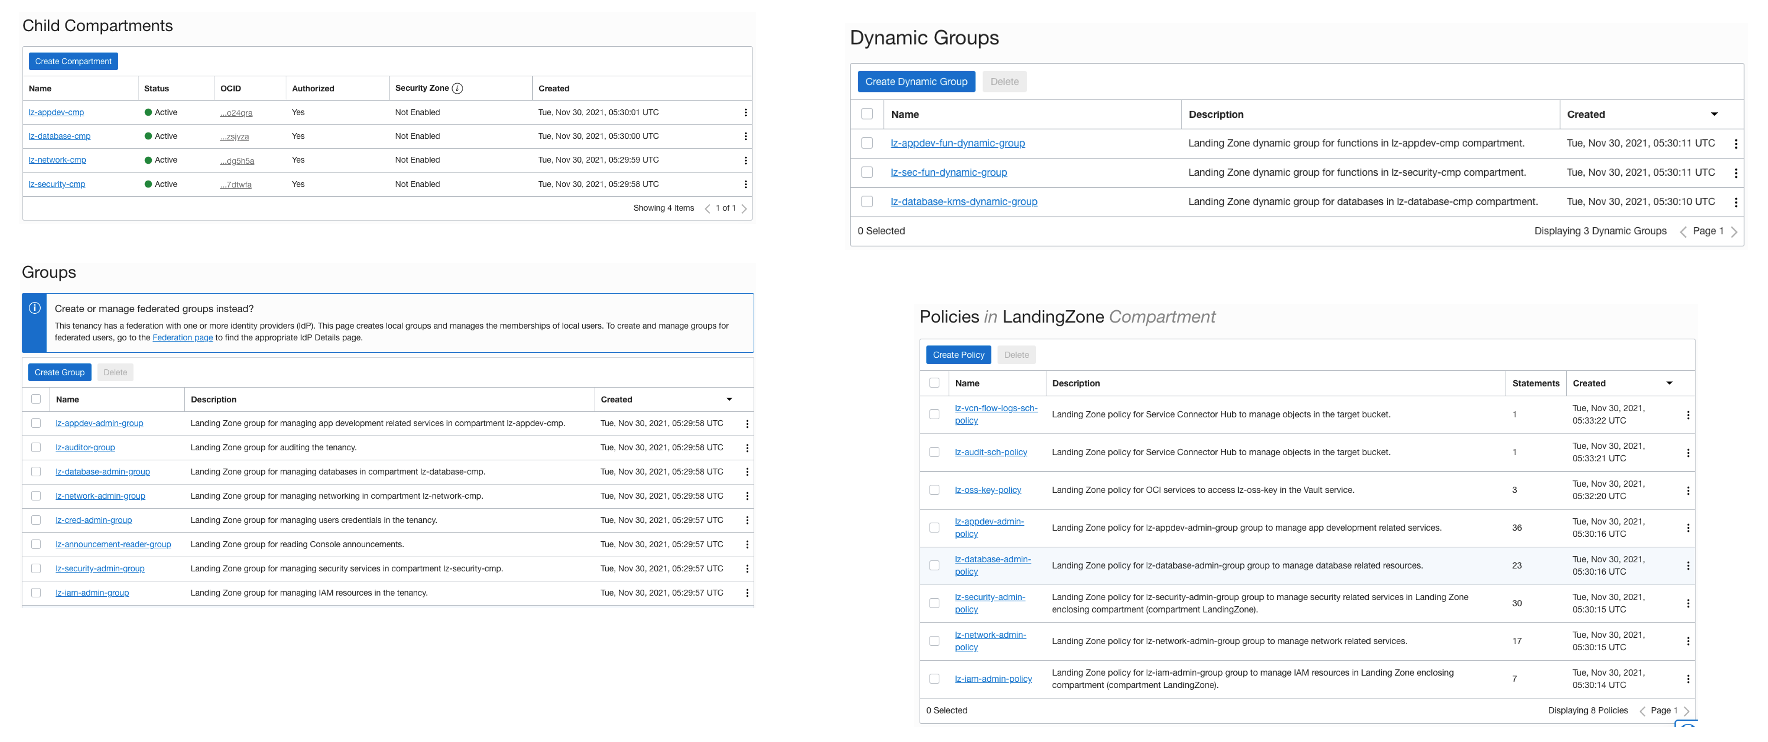 Child Compartments
Create Compartment
Name Status OCID Authorized Security Zone Created
lz-appdev-cmp Active ...o24qra Yes Not Enabled Tue, Nov 30, 2021, 05:30:01 UTC
lz-database-cmp Active ...zsjyza Yes Not Enabled Tue, Nov 30, 2021, 05:30:00 UTC
lz-network-cmp Active ...dg5h5a Yes Not Enabled Tue, Nov 30, 2021, 05:29:59 UTC
lz-security-cmp Active ...7dtwfa Yes Not Enabled Tue, Nov 30, 2021, 05:29:58 UTC
Showing 4 Items 1 of 1
Groups
Create or manage federated groups instead?
This tenancy has a federation with one or more identity providers (IdP). This page creates local groups and manages the memberships of local users. To create and manage groups for
federated users, go to the Federation page to find the appropriate IdP Details page.
Create Group Delete
Name Description Created
lz-appdev-admin-group Landing Zone group for managing app development related services in compartment lz-appdev-cmp. Tue, Nov 30, 2021, 05:29:58 UTC
lz-auditor-group Landing Zone group for auditing the tenancy. Tue, Nov 30, 2021, 05:29:58 UTC
lz-database-admin-group Landing Zone group for managing databases in compartment lz-database-cmp. Tue, Nov 30, 2021, 05:29:58 UTC
lz-network-admin-group Landing Zone group for managing networking in compartment lz-network-cmp. Tue, Nov 30, 2021, 05:29:58 UTC
lz-cred-admin-group Landing Zone group for managing users credentials in the tenancy. Tue, Nov 30, 2021, 05:29:57 UTC
lz-announcement-reader-group Landing Zone group for reading Console announcements. Tue, Nov 30, 2021, 05:29:57 UTC
lz-security-admin-group Landing Zone group for managing security services in compartment lz-security-cmp. Tue, Nov 30, 2021, 05:29:57 UTC
lz-iam-admin-group Landing Zone group for managing IAM resources in the tenancy. Tue, Nov 30, 2021, 05:29:57 UTC
Dynamic Groups
Create Dynamic Group Delete
Name Description Created
lz-appdev-fun-dynamic-group Landing Zone dynamic group for functions in lz-appdev-cmp compartment. Tue, Nov 30, 2021, 05:30:11 UTC
lz-sec-fun-dynamic-group Landing Zone dynamic group for functions in lz-security-cmp compartment. Tue, Nov 30, 2021, 05:30:11 UTC
lz-database-kms-dynamic-group Landing Zone dynamic group for databases in lz-database-cmp compartment. Tue, Nov 30, 2021, 05:30:10 UTC
0 Selected Displaying 3 Dynamic Groups Page 1
Policies in LandingZone Compartment
Create Policy Delete
Name Description Statements Created
lz-vcn-flow-logs-sch- Tue, Nov 30, 2021,
Landing Zone policy for Service Connector Hub to manage objects in the target bucket. 1
policy 05:33:22 UTC
Tue, Nov 30, 2021,
lz-audit-sch-policy Landing Zone policy for Service Connector Hub to manage objects in the target bucket. 1
05:33:21 UTC
Tue, Nov 30, 2021,
lz-oss-key-policy Landing Zone policy for OCI services to access lz-oss-key in the Vault service. 3
05:32:20 UTC
lz-appdev-admin- Tue, Nov 30, 2021,
Landing Zone policy for lz-appdev-admin-group group to manage app development related services. 36
policy 05:30:16 UTC
lz-database-admin- Tue, Nov 30, 2021,
Landing Zone policy for lz-database-admin-group group to manage database related resources. 23
policy 05:30:16 UTC
lz-security-admin- Landing Zone policy for lz-security-admin-group group to manage security related services in Landing Zone Tue, Nov 30, 2021,
30
policy enclosing compartment (compartment LandingZone). 05:30:15 UTC
lz-network-admin- Tue, Nov 30, 2021,
Landing Zone policy for lz-network-admin-group group to manage network related services. 17
policy 05:30:15 UTC
Landing Zone policy for lz-iam-admin-group group to manage IAM resources in Landing Zone enclosing Tue, Nov 30, 2021,
lz-iam-admin-policy 7
compartment (compartment LandingZone). 05:30:14 UTC
0 Selected Displaying 8 Policies Page 1